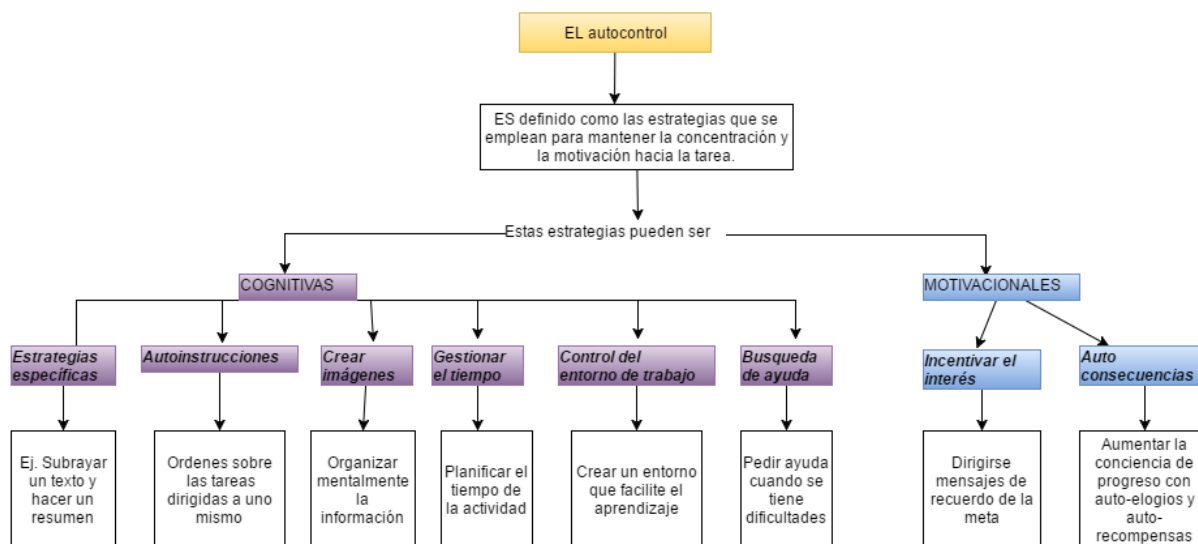 EL autocontrol
ES definido como las estrategias que se
emplean para mantener la concentración y
la motivación hacia la tarea.
Estas estrategias pueden ser
COGNITIVAS
MOTIVACIONALES
Estrategias
específicas
Autoinstrucciones
Crear
imágenes
Gestionar
el tiempo
Control del
entorno de trabajo
Busqueda
de ayuda
Incentivar el
interés
Auto
consecuencias
Ej. Subrayar
un texto y
hacer un
resumen
Ordenes sobre
las tareas
dirigidas a uno
mismo
Organizar
mentalmente
la
información
Planificar el
tiempo de
la actividad
Crear un entorno
que facilite el
aprendizaje
Pedir ayuda
cuando se
tiene
dificultades
Dirigirse
mensajes de
recuerdo de la
meta
Aumentar la
conciencia de
progreso con
auto-elogios y
auto-
recompensas